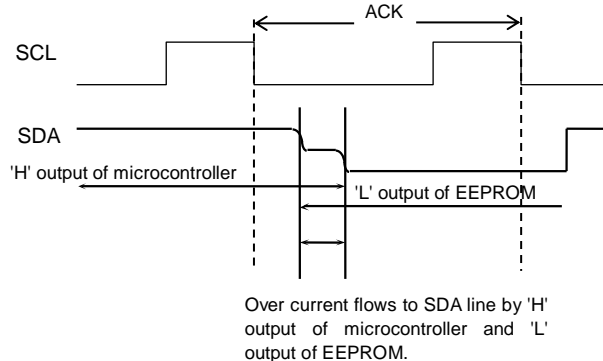 ACK
SCL
SDA
'H' output of microcontroller
'L' output of EEPROM
Over current flows to SDA line by 'H'
output of microcontroller and 'L'
output of EEPROM.